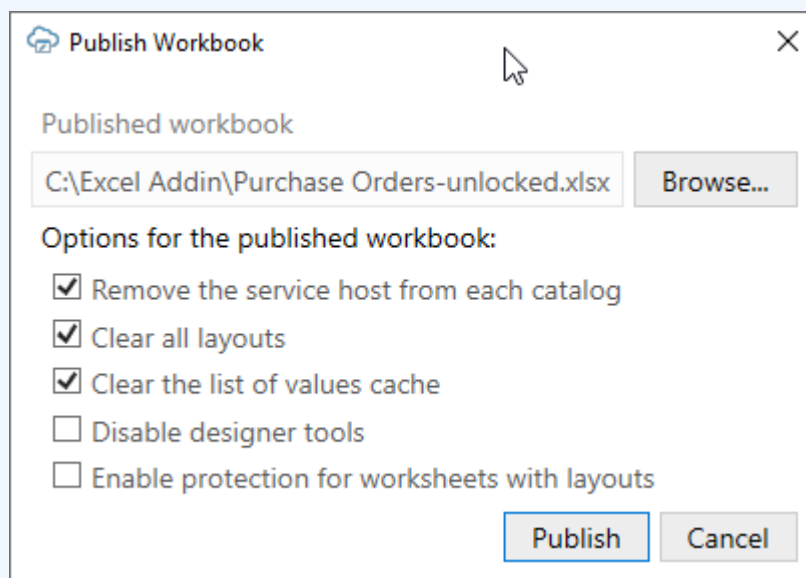 Publish Workbook
Published workbook
C:\Excel Addin\Purchase Orders-unlocked.xlsx Browse...
Options for the published workbook:
Remove the service host from each catalog
Clear all layouts
Clear the list of values cache
Disable designer tools
Enable protection for worksheets with layouts
Publish Cancel